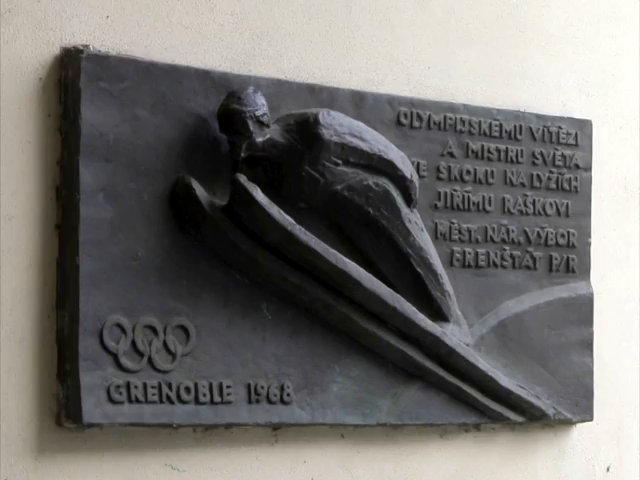 OLYMPIJSKÉMU VÍTĚZI
A MISTRU SVĚTA
VE SKOKU NA LYŽÍCH
JIŘÍMU RAŠKOVI
MĚST. NÁR. VÝBOR
FRENŠTÁT P/R
GRENOBLE 1968